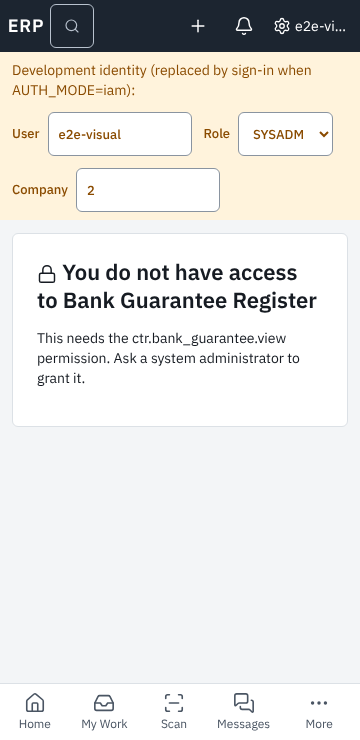 ERP
e2e-vi...
Development identity (replaced by sign-in when
AUTH_MODE=iam):
User
e2e-visual
Role
SYSADM
Company
2
You do not have access
to Bank Guarantee Register
This needs the ctr.bank_guarantee.view
permission. Ask a system administrator to
grant it.
Home
My Work
Scan
Messages
More